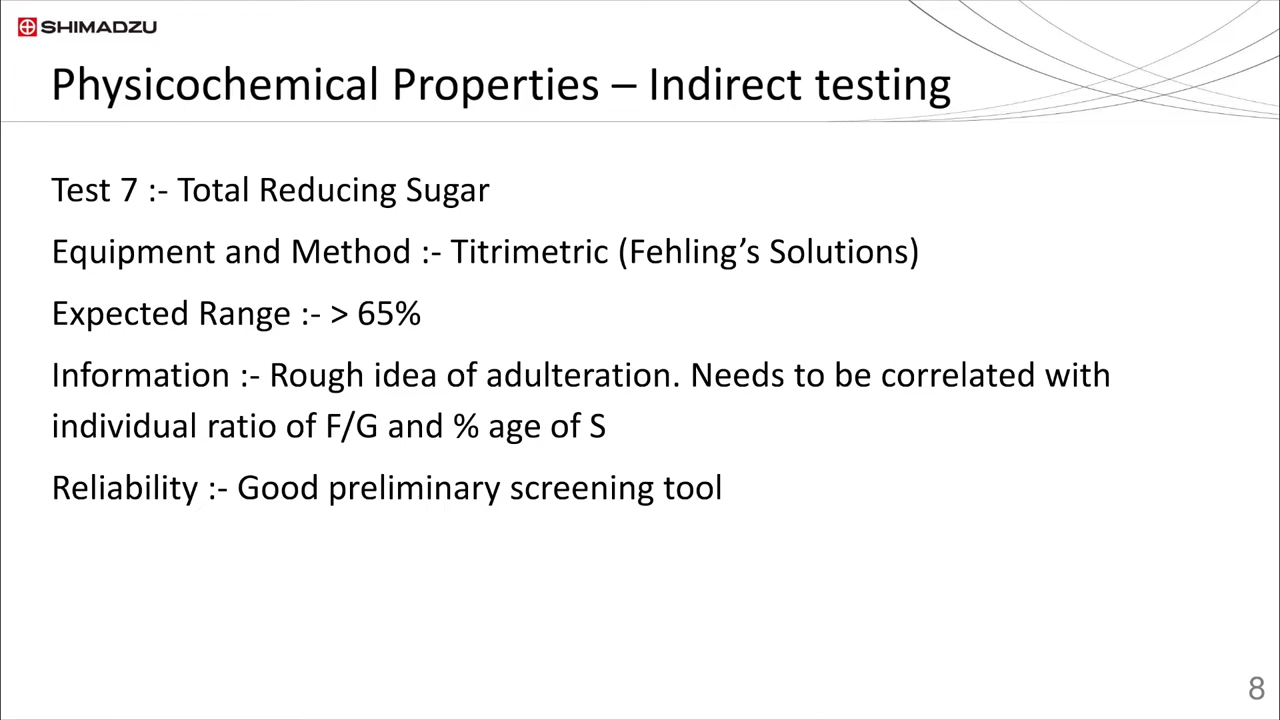 SHIMADZU
Physicochemical Properties – Indirect testing
Test 7 :- Total Reducing Sugar
Equipment and Method :- Titrimetric (Fehling’s Solutions)
Expected Range :- > 65%
Information :- Rough idea of adulteration. Needs to be correlated with
individual ratio of F/G and % age of S
Reliability :- Good preliminary screening tool
8